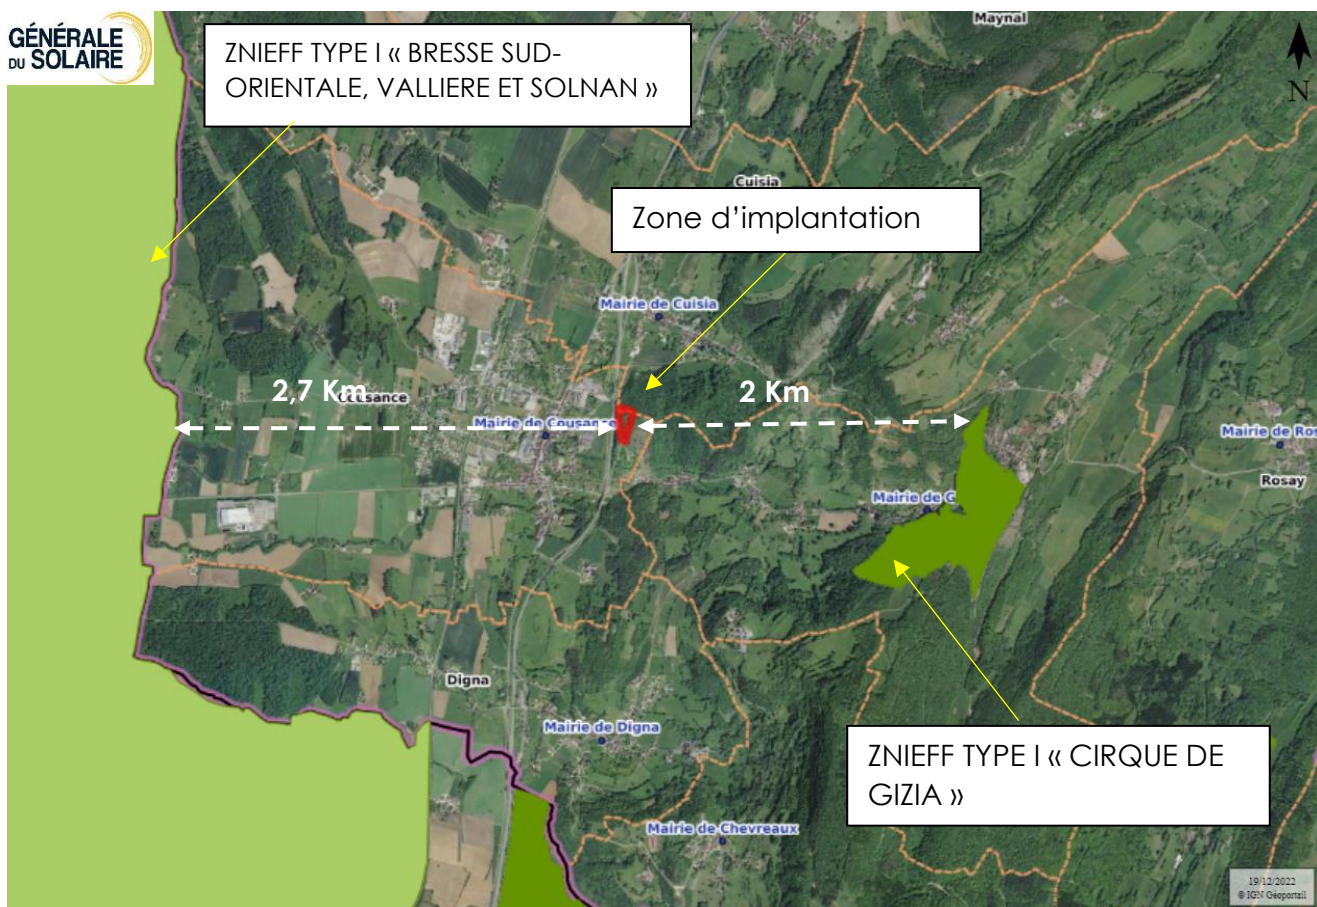 GÉNÉRALE
DU SOLAIRE
ZNIEFF TYPE I « BRESSE SUD-
ORIENTALE, VALLIERE ET SOLNAN »
Maynal
N
Cuisia
Zone d'implantation
Mairie de Cuisia
2,7 Km
Cousance
2 Km
Mairie de Cousance
Mairie de Ros
Rosay
Mairie de G
Digna
Mairie de Digna
ZNIEFF TYPE I « CIRQUE DE
GIZIA »
Mairie de Chevreaux
19/12/2022
© IGN Géoportail